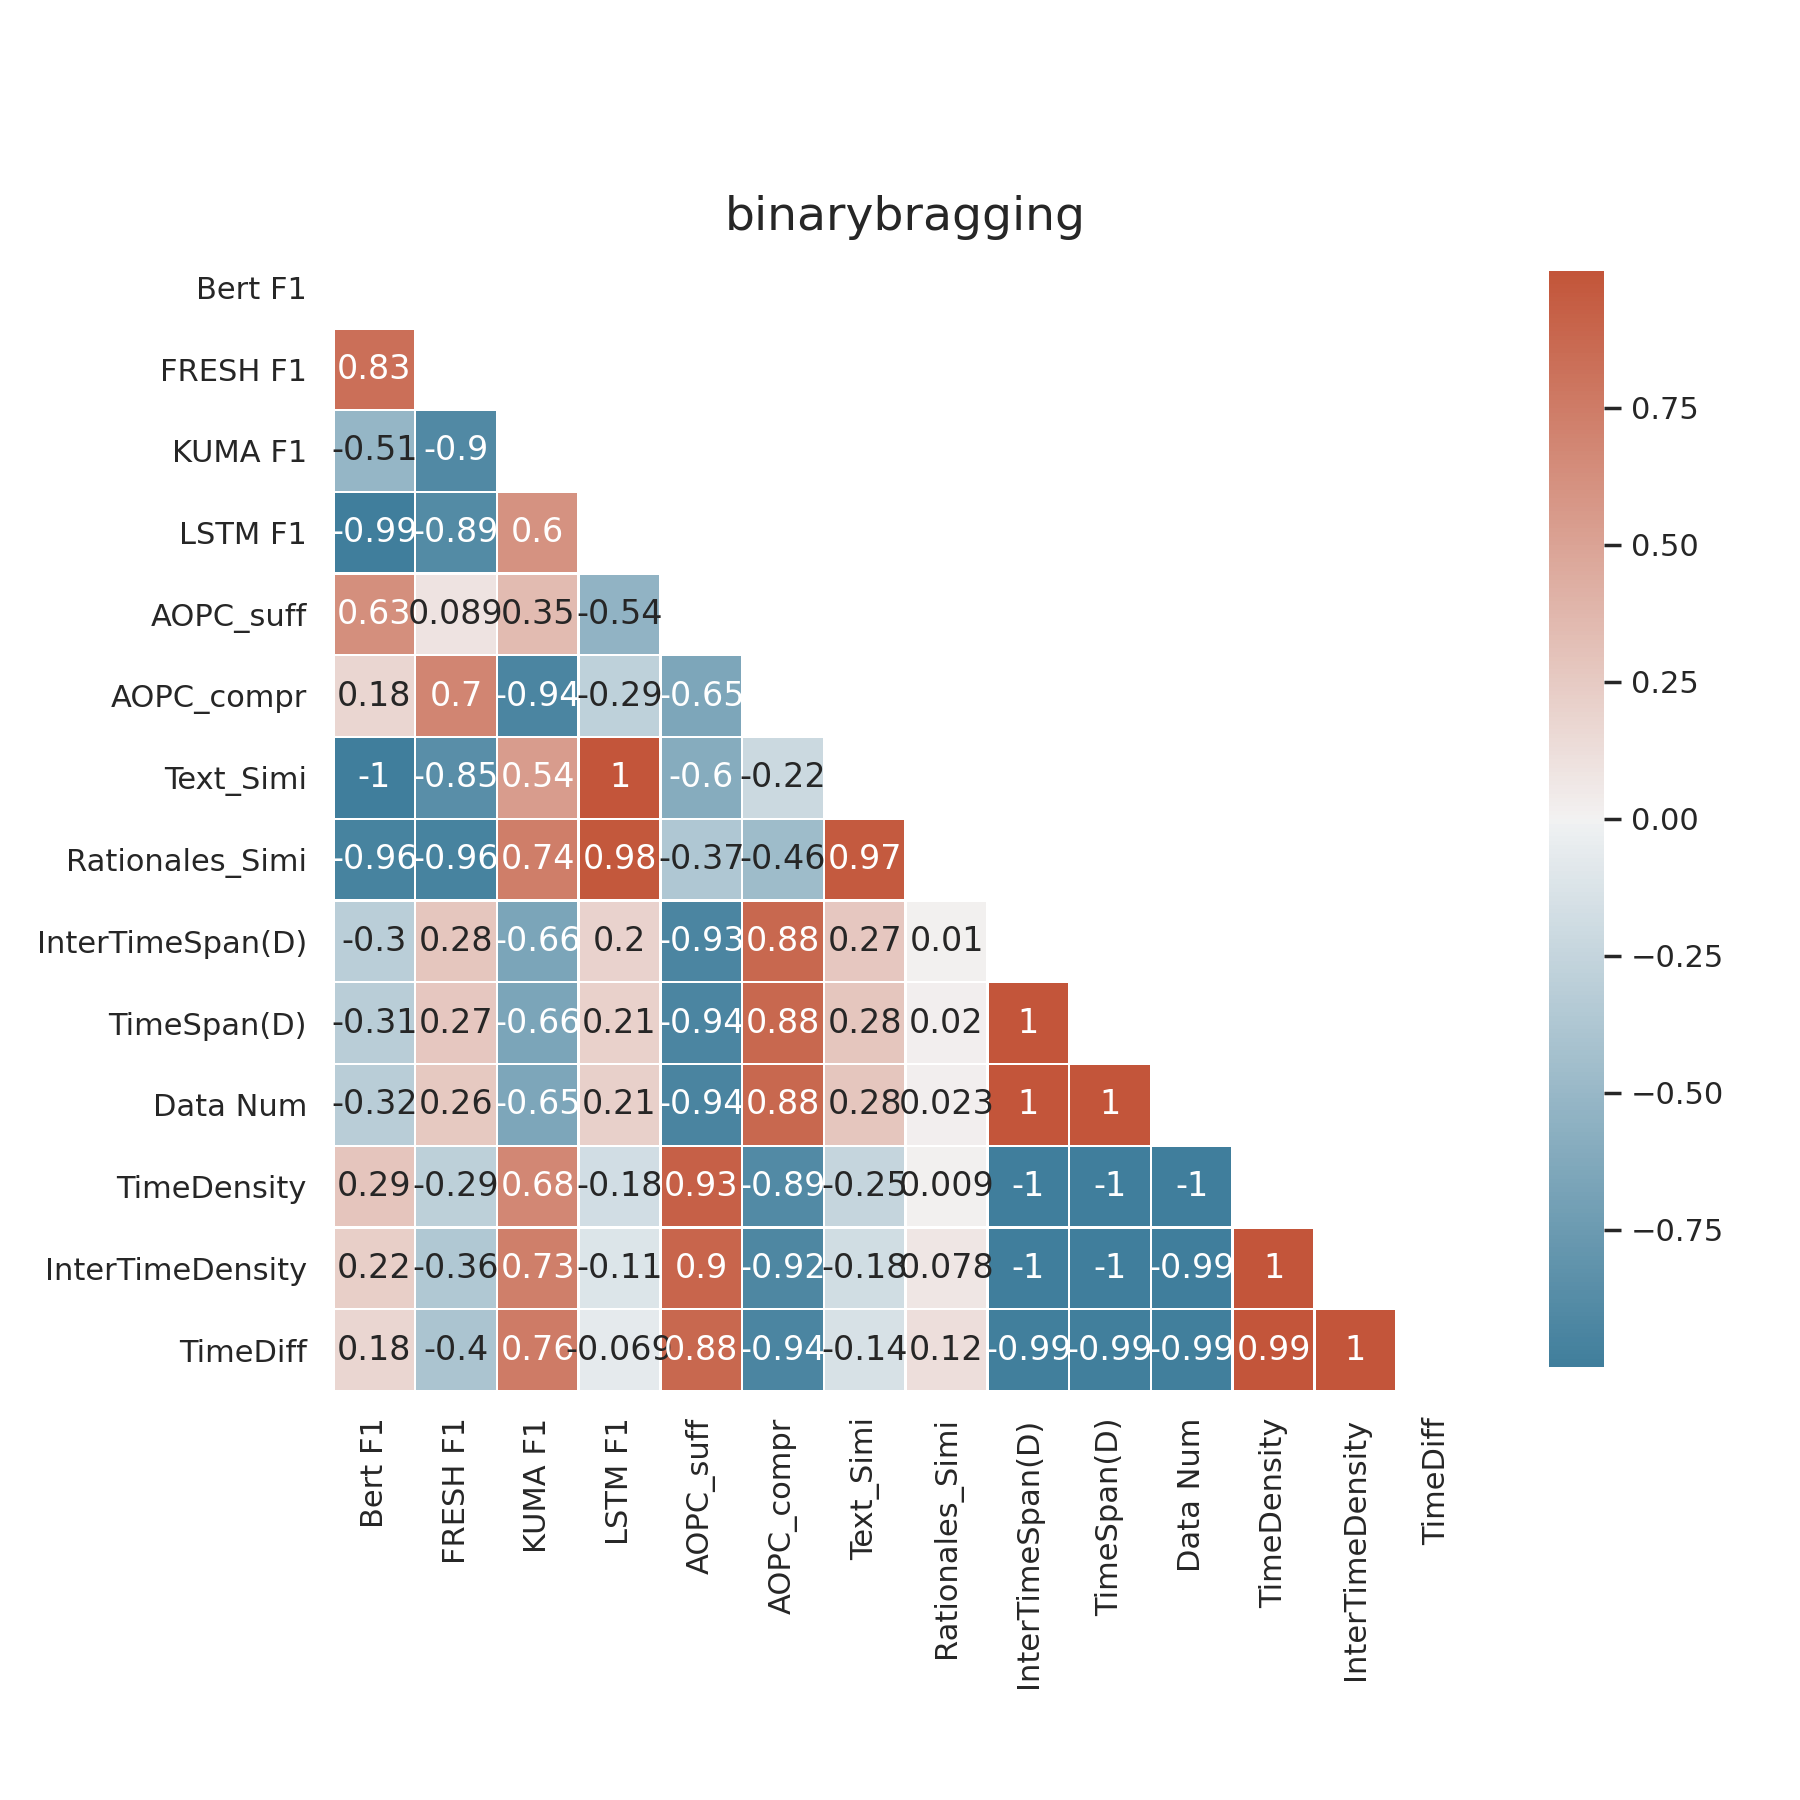 binarybragging
Bert F1
FRESH F1 0.83
KUMA F1 -0.51 -0.9
LSTM F1 -0.99 -0.89 0.6
AOPC_suff 0.63 0.089 0.35 -0.54
AOPC_compr 0.18 0.7 -0.94 -0.29 -0.65
Text_Simi -1 -0.85 0.54 1 -0.6 -0.22
Rationales_Simi -0.96 -0.96 0.74 0.98 -0.37 -0.46 0.97
InterTimeSpan(D) -0.3 0.28 -0.66 0.2 -0.93 0.88 0.27 0.01
TimeSpan(D) -0.31 0.27 -0.66 0.21 -0.94 0.88 0.28 0.02 1
Data Num -0.32 0.26 -0.65 0.21 -0.94 0.88 0.28 0.023 1 1
TimeDensity 0.29 -0.29 0.68 -0.18 0.93 -0.89 -0.25 0.009 -1 -1 -1
InterTimeDensity 0.22 -0.36 0.73 -0.11 0.9 -0.92 -0.18 0.078 -1 -1 -0.99 1
TimeDiff 0.18 -0.4 0.76 -0.069 0.88 -0.94 -0.14 0.12 -0.99 -0.99 -0.99 0.99 1
Bert F1
FRESH F1
KUMA F1
LSTM F1
AOPC_suff
AOPC_compr
Text_Simi
Rationales_Simi
InterTimeSpan(D)
TimeSpan(D)
Data Num
TimeDensity
InterTimeDensity
TimeDiff
0.75
0.50
0.25
0.00
−0.25
−0.50
−0.75